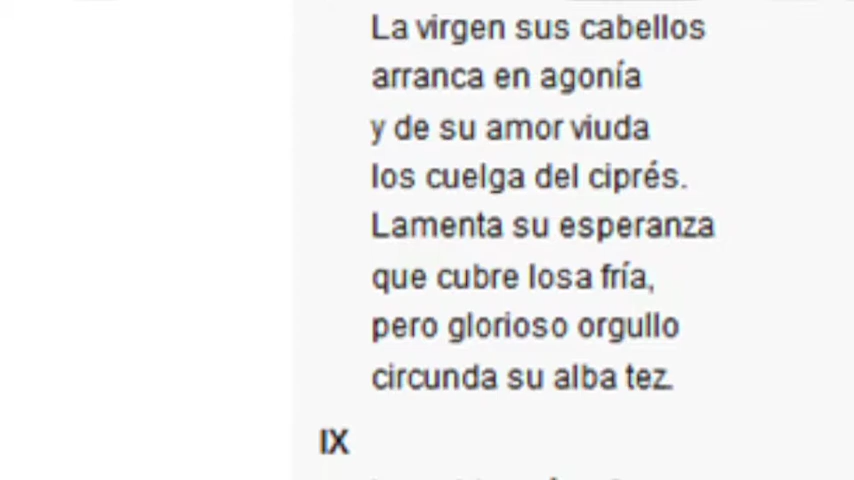 La virgen sus cabellos
arranca en agonía
y de su amor viuda
los cuelga del ciprés.
Lamenta su esperanza
que cubre losa fría,
pero glorioso orgullo
circunda su alba tez.
IX